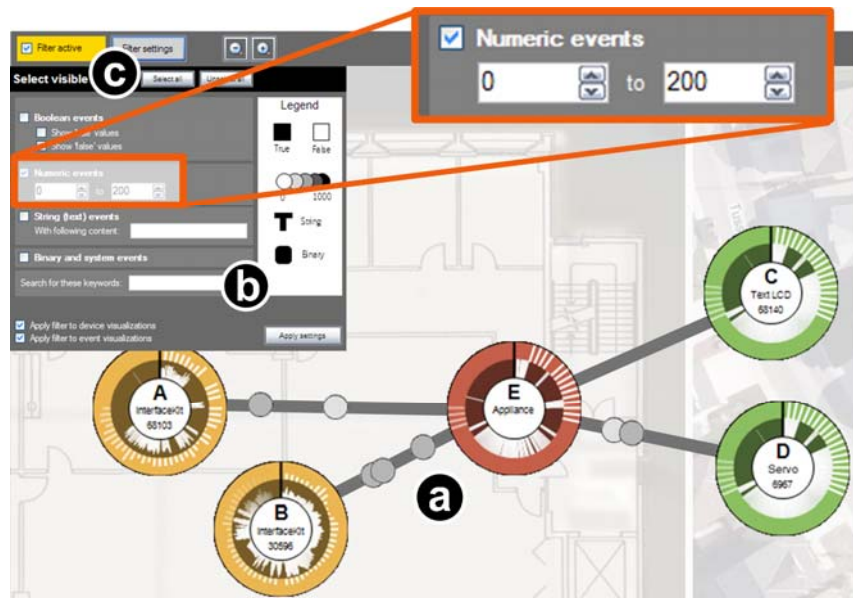 Filter active
Filter settings
Numeric events
0 to 200
Select visible
c
Select all
Boolean events
Show 'false' values
Numeric events
0 to 200
String (text) events
With following content:
Binary and system events
Search for these keywords:
b
Apply filter to device visualizations
Apply filter to event visualizations
Apply settings
Legend
True False
0 1000
T String
Binary
C
Text LCD
68140
A
InterfaceKit
68103
E
Appliance
D
Servo
6967
a
B
InterfaceKit
30596